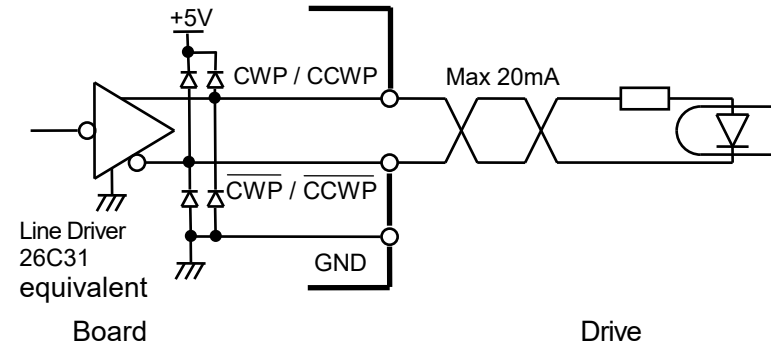 +5V
CWP / CCWP
Max 20mA
CWP / CCWP
Line Driver
26C31
equivalent
GND
Board
Drive